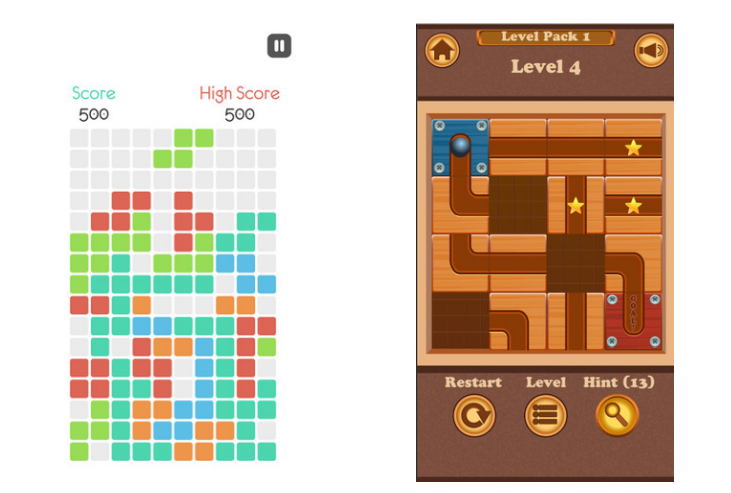 Score
High Score
500
500
Level Pack 1
Level 4
GOAL!
Restart
Level
Hint (13)